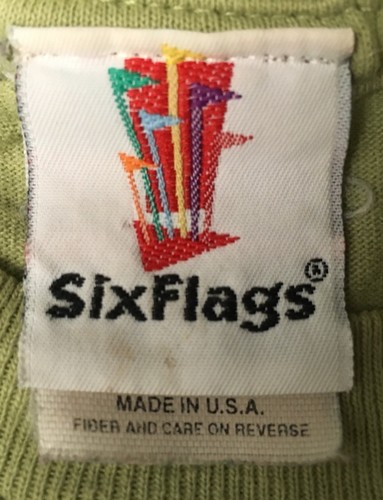 SixFlags®
MADE IN U.S.A.
FIBER AND CARE ON REVERSE